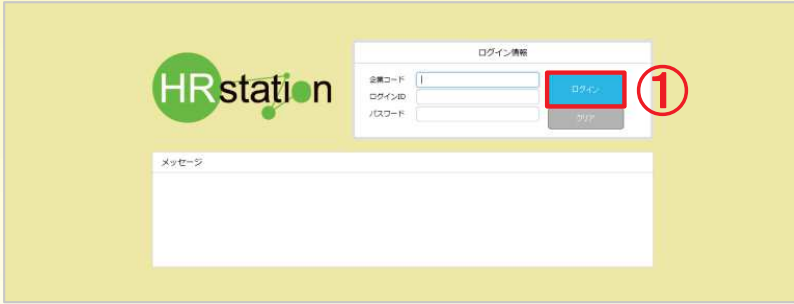 HRstation
ログイン情報
企業コード
ログイン
①
ログインID
パスワード
クリア
メッセージ